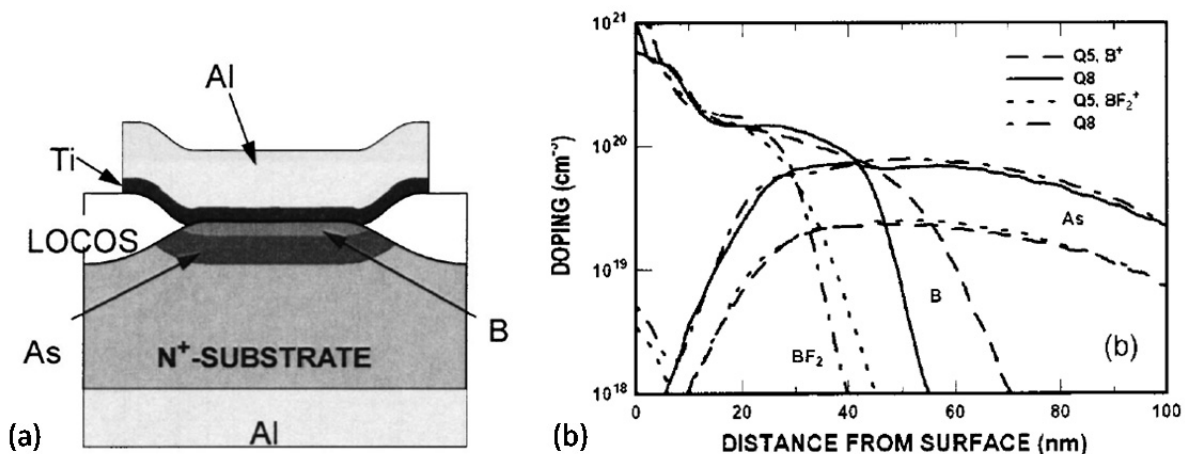 Al
Ti
LOCOS
As
B
N⁺-SUBSTRATE
Al
(a)
(b)
DOPING (cm⁻³)
10²¹
10²⁰
10¹⁹
10¹⁸
Q5, B⁺
Q8
Q5, BF₂⁺
Q8
As
B
BF₂
(b)
0
20
40
60
80
100
DISTANCE FROM SURFACE (nm)